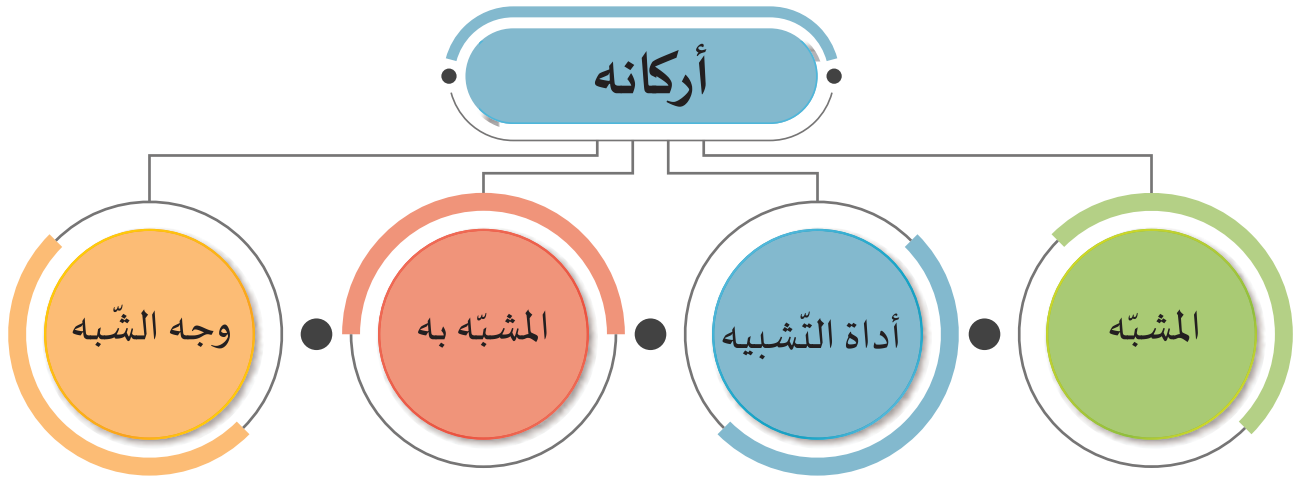 أركانه
المشبّه
أداة التّشبيه
المشبّه به
وجه الشّبه